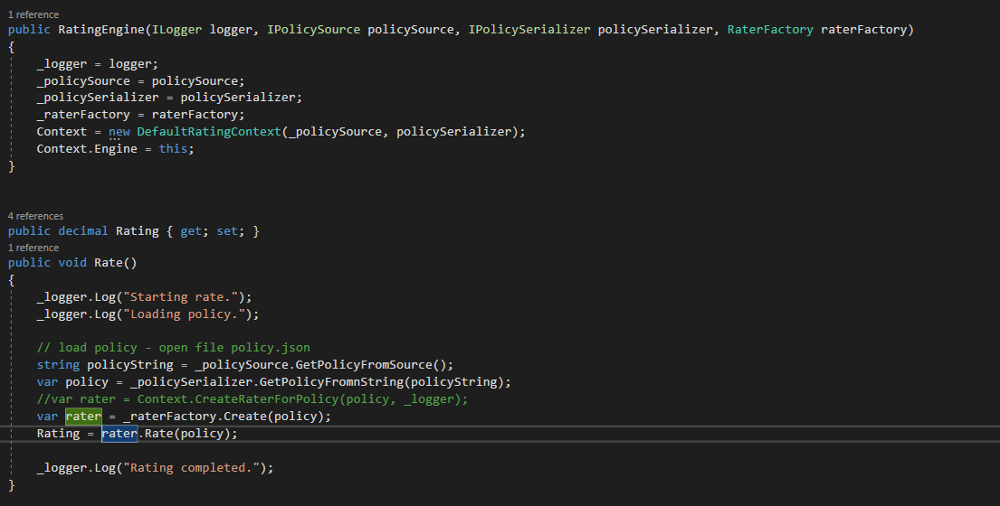 1 reference
public RatingEngine(ILogger logger, IPolicySource policySource, IPolicySerializer policySerializer, RaterFactory raterFactory)
{
_logger = logger;
_policySource = policySource;
_policySerializer = policySerializer;
_raterFactory = raterFactory;
Context = new DefaultRatingContext(_policySource, policySerializer);
Context.Engine = this;
}
4 references
public decimal Rating { get; set; }
1 reference
public void Rate()
{
_logger.Log("Starting rate.");
_logger.Log("Loading policy.");
// load policy - open file policy.json
string policyString = _policySource.GetPolicyFromSource();
var policy = _policySerializer.GetPolicyFromnString(policyString);
//var rater = Context.CreateRaterForPolicy(policy, _logger);
var rater = _raterFactory.Create(policy);
Rating = rater.Rate(policy);
_logger.Log("Rating completed.");
}